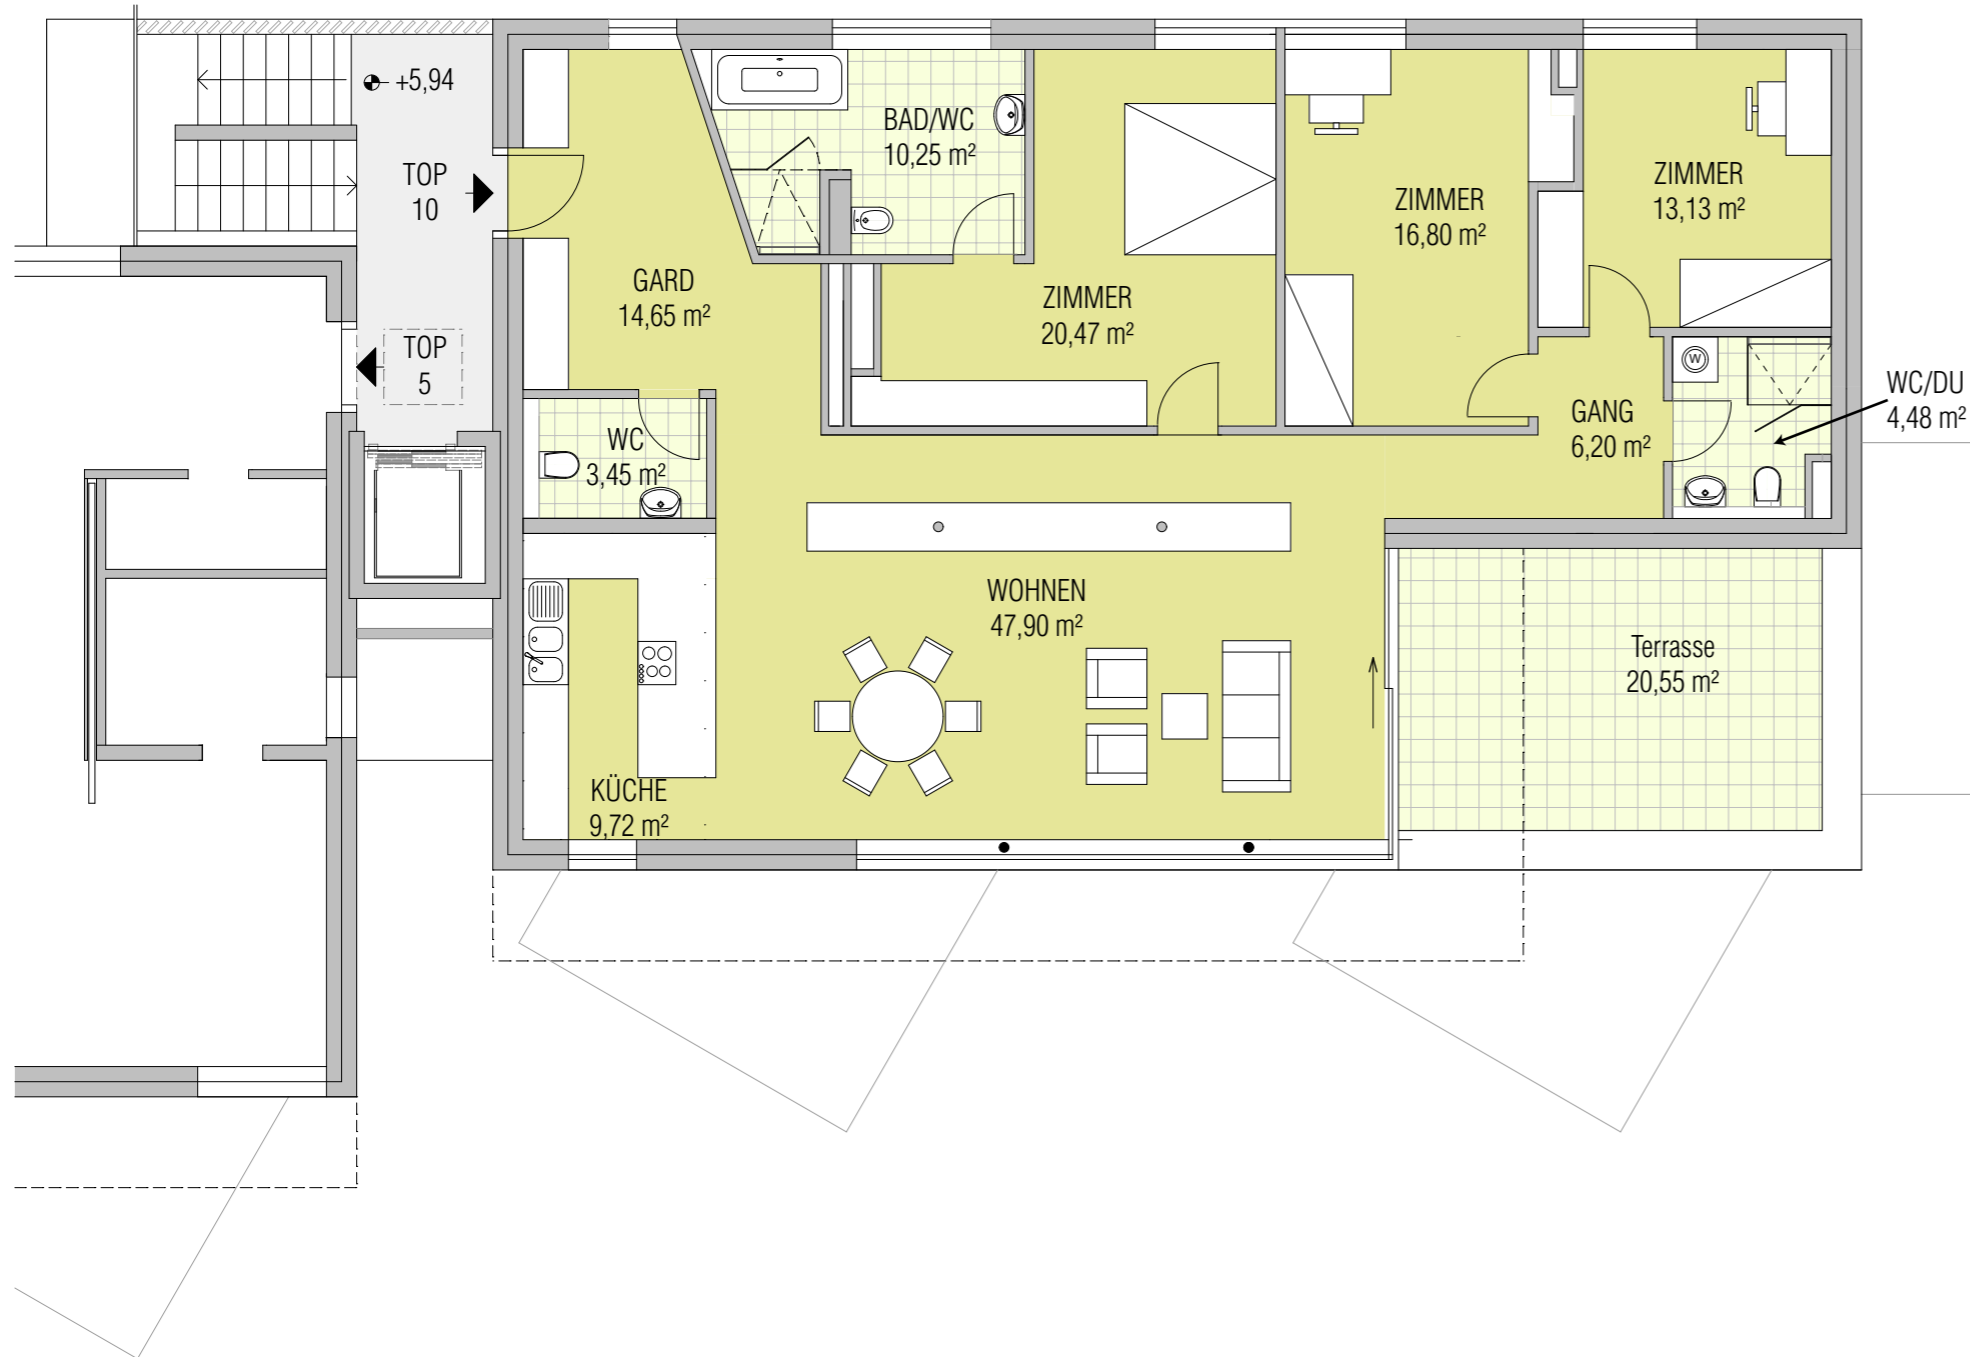 +5,94
TOP
10
TOP
5
GARD
14,65 m²
BAD/WC
10,25 m²
ZIMMER
20,47 m²
ZIMMER
16,80 m²
ZIMMER
13,13 m²
WC
3,45 m²
GANG
6,20 m²
W
WC/DU
4,48 m²
WOHNEN
47,90 m²
Terrasse
20,55 m²
KÜCHE
9,72 m²